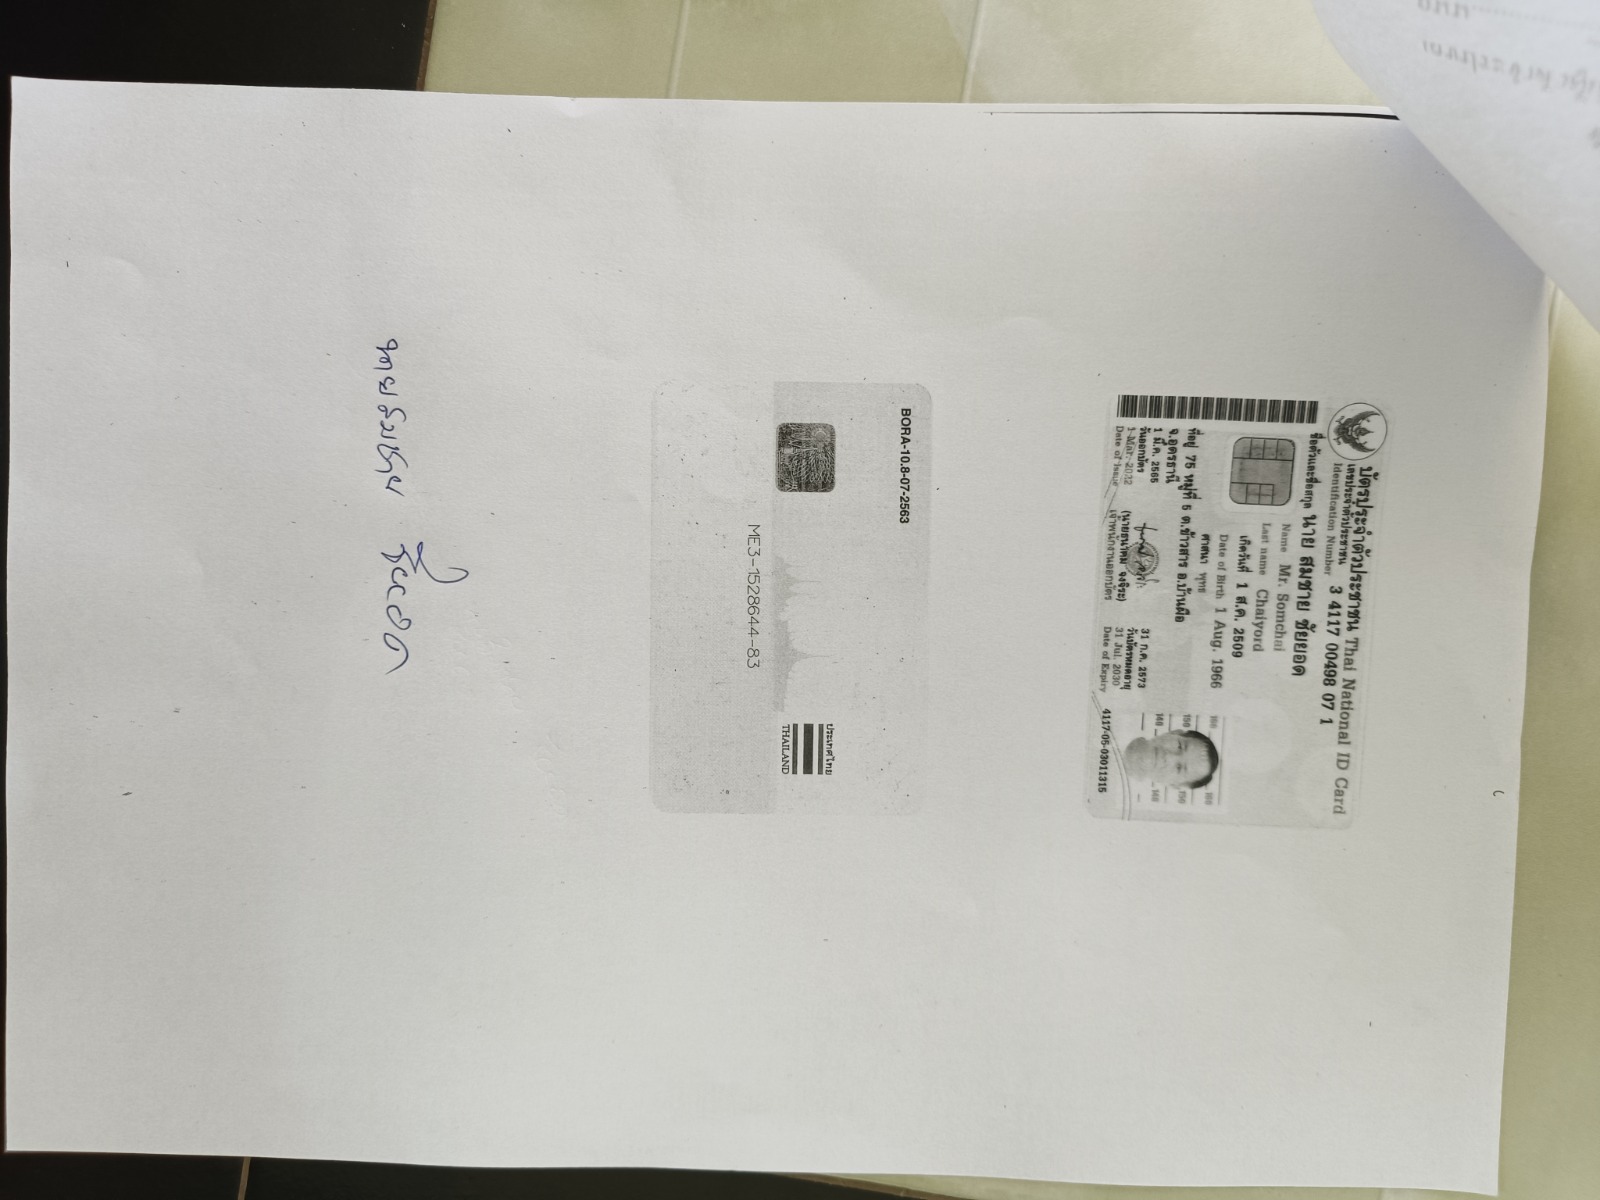 บัตรประจำตัวประชาชน Thai National ID Card
เลขประจำตัวประชาชน
Identification Number
3 4117 00498 07 1
ชื่อตัวและชื่อสกุล นาย สมชาย ชัยยอด
Name Mr. Somchai
Last name Chaiyord
เกิดวันที่ 1 ส.ค. 2509
Date of Birth 1 Aug. 1966
ศาสนา พุทธ
ที่อยู่ 75 หมู่ที่ 5 ต.ข้าวสาร อ.บ้านผือ
จ.อุดรธานี
1 มี.ค. 2565
วันออกบัตร
1 Mar. 2022
Date of Issue
เจ้าพนักงานออกบัตร
31 ก.ค. 2573
วันบัตรหมดอายุ
31 Jul. 2030
Date of Expiry
4117-05-03011315
BORA-10.8-07-2563
ประเทศไทย
THAILAND
ME3-1528644-83
นายสมชาย ชัยยอด